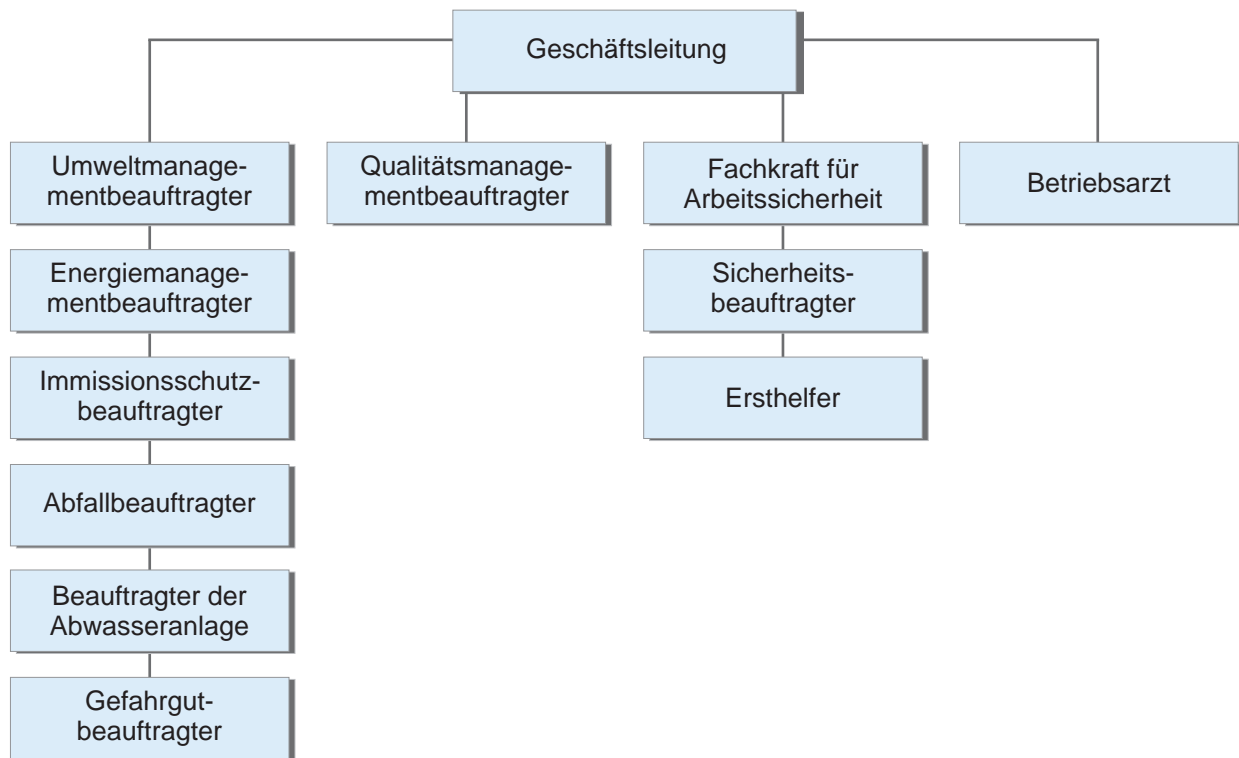 Geschäftsleitung
Umweltmanage-
mentbeauftragter
Qualitätsmanage-
mentbeauftragter
Fachkraft für
Arbeitssicherheit
Betriebsarzt
Energiemanage-
mentbeauftragter
Sicherheits-
beauftragter
Immissionsschutz-
beauftragter
Ersthelfer
Abfallbeauftragter
Beauftragter der
Abwasseranlage
Gefahrgut-
beauftragter